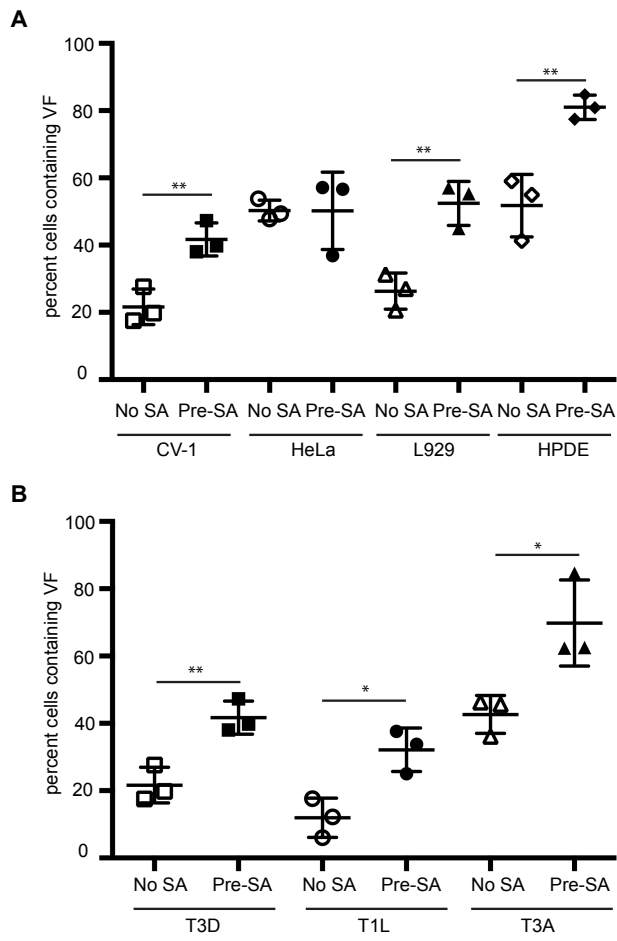 A
percent cells containing VF
100
80
60
40
20
0
** ** **
No SA Pre-SA No SA Pre-SA No SA Pre-SA No SA Pre-SA
CV-1 HeLa L929 HPDE
B
percent cells containing VF
100
80
60
40
20
0
** * *
No SA Pre-SA No SA Pre-SA No SA Pre-SA
T3D T1L T3A